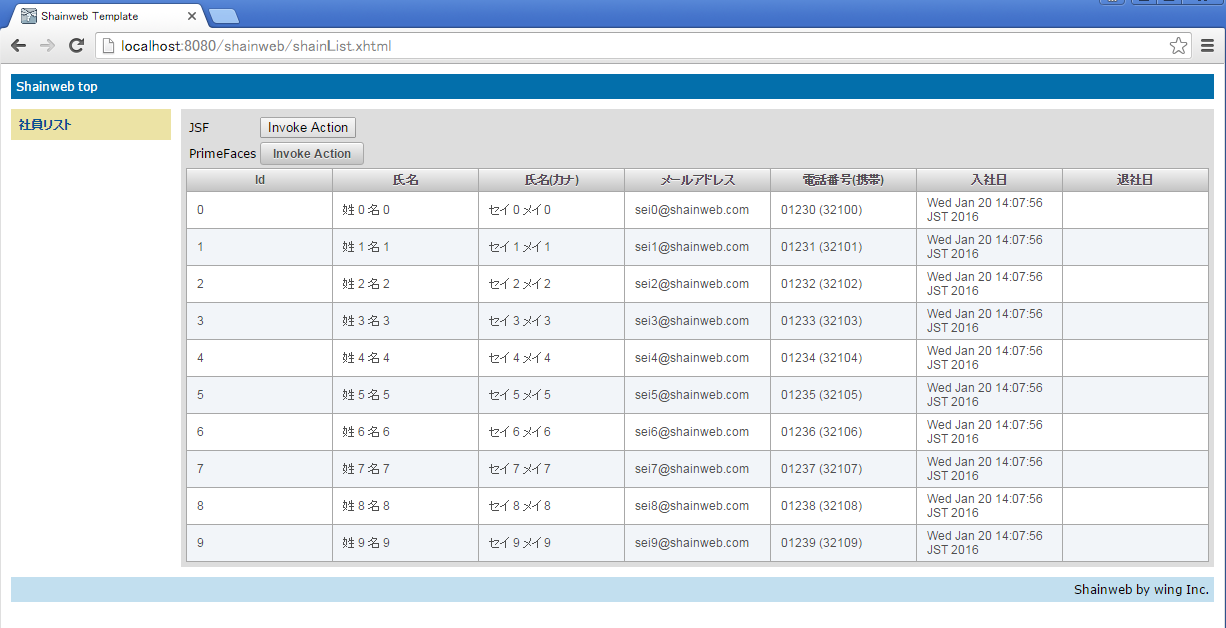 Shainweb Template
localhost:8080/shainweb/shainList.xhtml
Shainweb top
社員リスト
JSF Invoke Action
PrimeFaces Invoke Action
Id 氏名 氏名(カナ) メールアドレス 電話番号(携帯) 入社日 退社日
0 姓0名0 セイ0メイ0 sei0@shainweb.com 01230 (32100) Wed Jan 20 14:07:56
JST 2016
1 姓1名1 セイ1メイ1 sei1@shainweb.com 01231 (32101) Wed Jan 20 14:07:56
JST 2016
2 姓2名2 セイ2メイ2 sei2@shainweb.com 01232 (32102) Wed Jan 20 14:07:56
JST 2016
3 姓3名3 セイ3メイ3 sei3@shainweb.com 01233 (32103) Wed Jan 20 14:07:56
JST 2016
4 姓4名4 セイ4メイ4 sei4@shainweb.com 01234 (32104) Wed Jan 20 14:07:56
JST 2016
5 姓5名5 セイ5メイ5 sei5@shainweb.com 01235 (32105) Wed Jan 20 14:07:56
JST 2016
6 姓6名6 セイ6メイ6 sei6@shainweb.com 01236 (32106) Wed Jan 20 14:07:56
JST 2016
7 姓7名7 セイ7メイ7 sei7@shainweb.com 01237 (32107) Wed Jan 20 14:07:56
JST 2016
8 姓8名8 セイ8メイ8 sei8@shainweb.com 01238 (32108) Wed Jan 20 14:07:56
JST 2016
9 姓9名9 セイ9メイ9 sei9@shainweb.com 01239 (32109) Wed Jan 20 14:07:56
JST 2016
Shainweb by wing Inc.